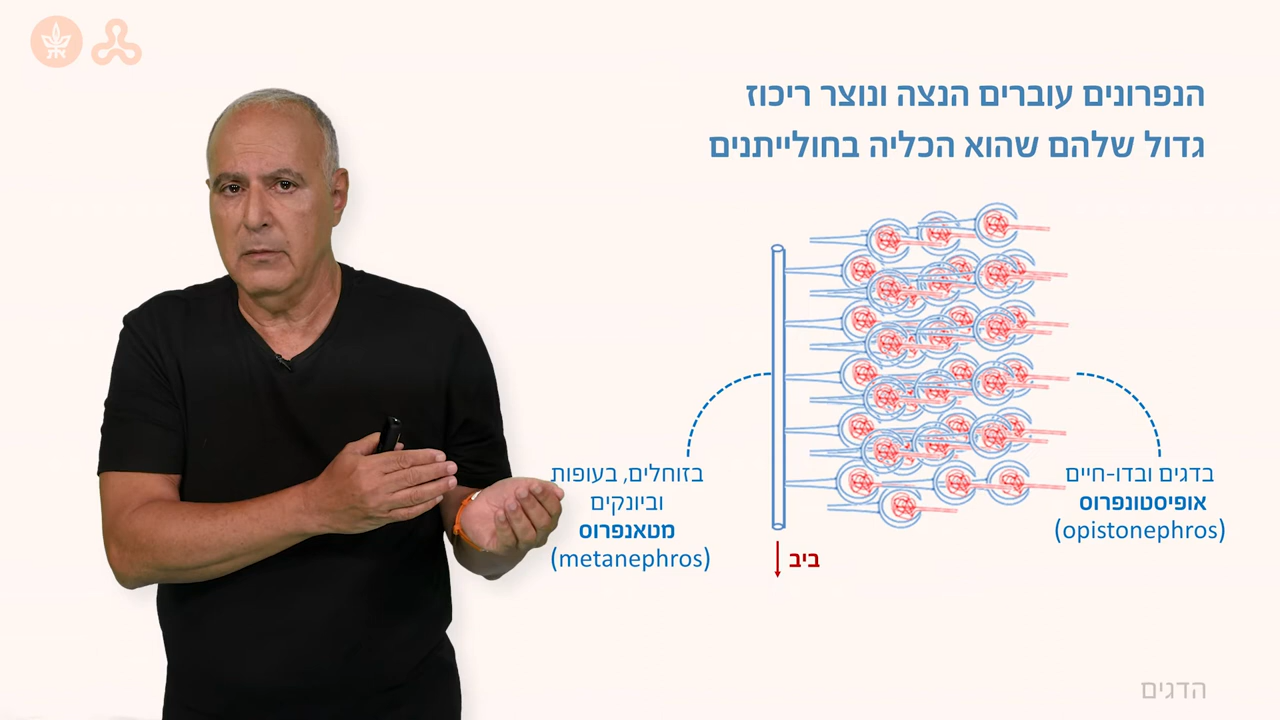 הנפרונים עוברים הנצה ונוצר ריכוז
גדול שלהם שהוא הכליה בחולייתנים
בדגים ובדו-חיים
אופיסטונפרוס
(opistonephros)
בזוחלים, בעופות
וביונקים
מטאנפרוס
(metanephros)
ביב
הדגים